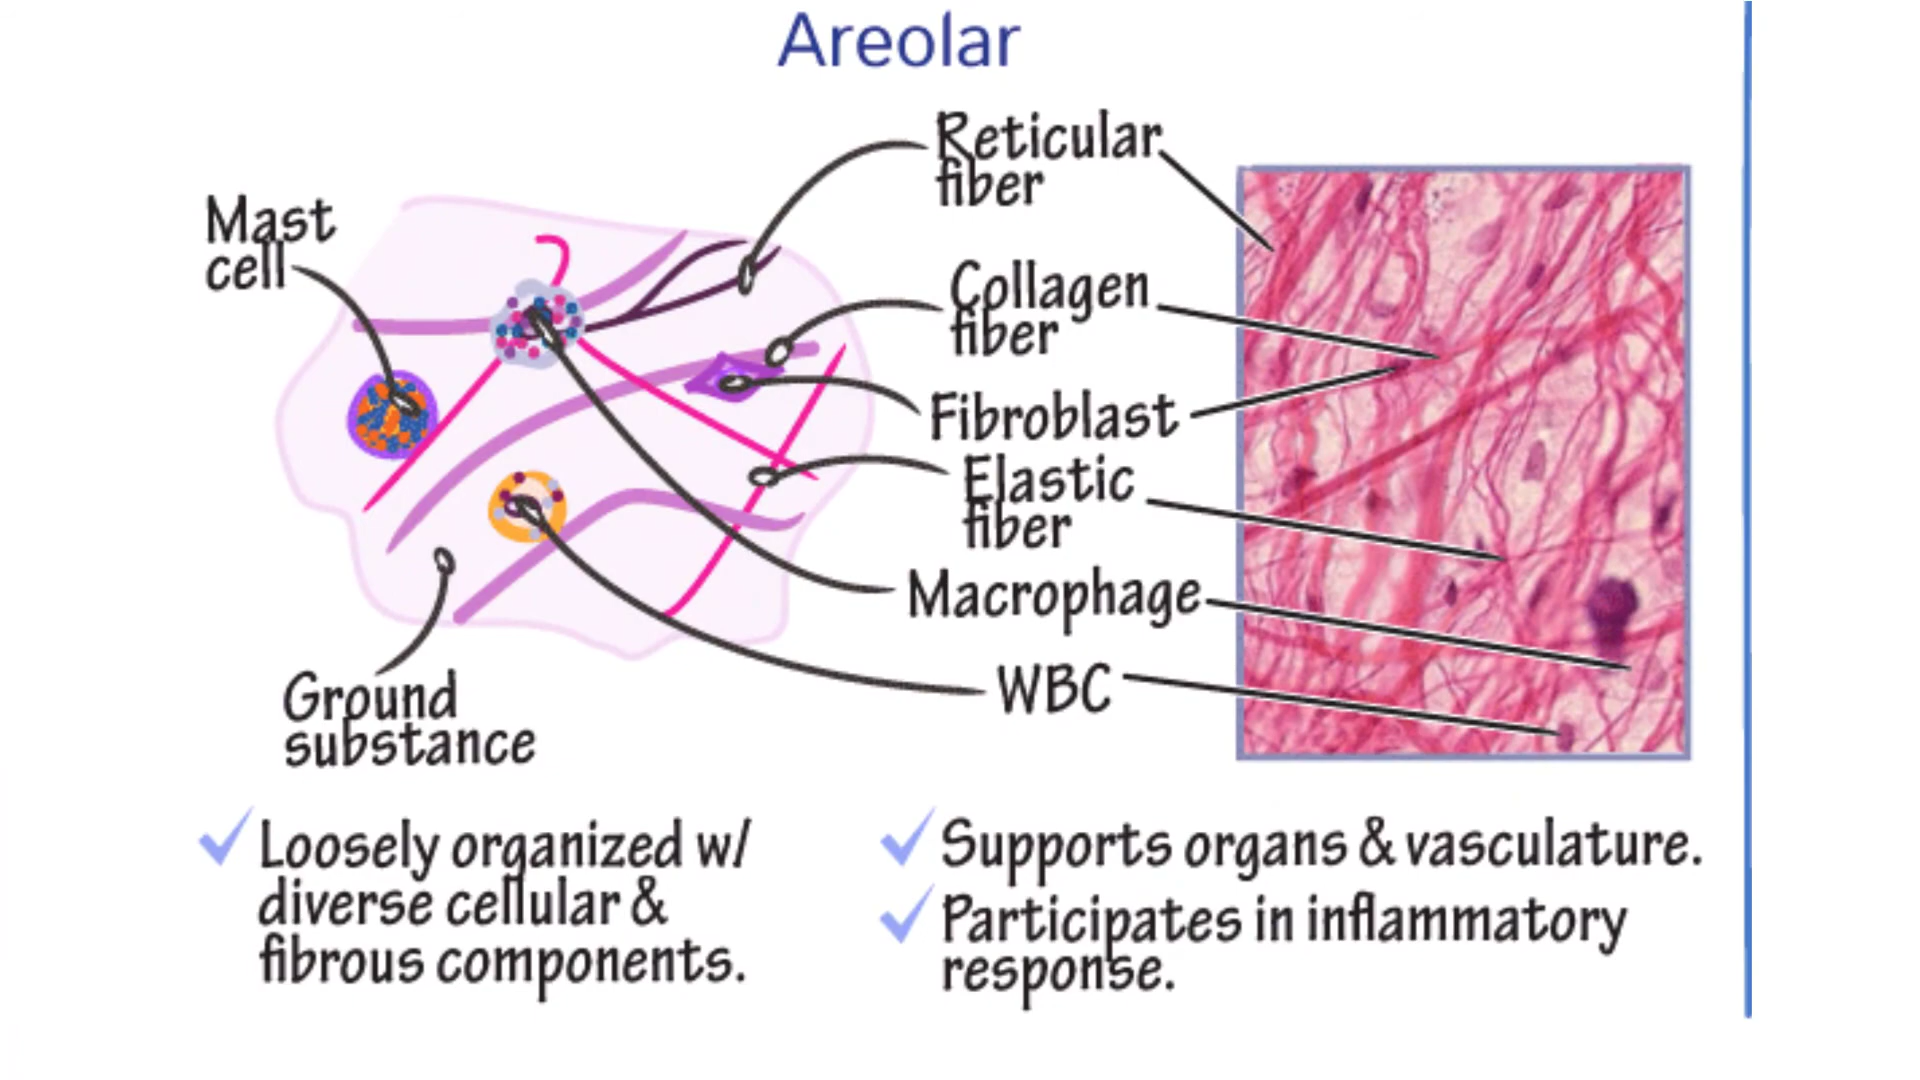 Areolar
Reticular
fiber
Mast
cell
Collagen
fiber
Fibroblast
Elastic
fiber
Macrophage
WBC
Ground
substance
Loosely organized w/
diverse cellular &
fibrous components.
Supports organs & vasculature.
Participates in inflammatory
response.